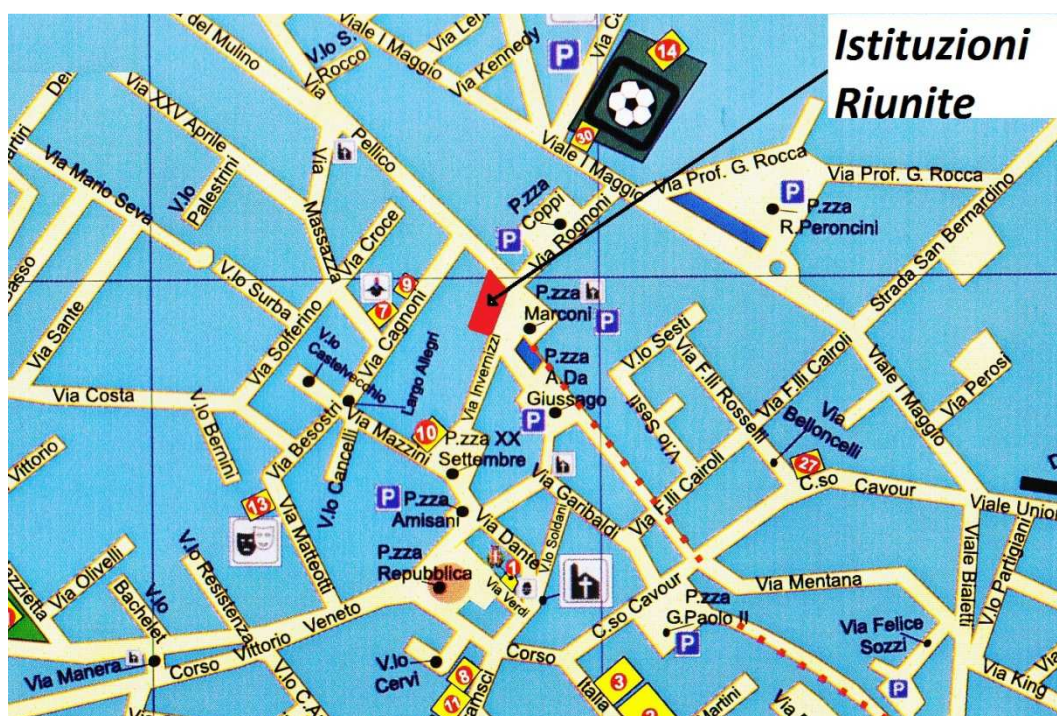 Istituzioni
Riunite
del Mulino
V.lo S.
Rocco
Via
Viale I Maggio
Via
Via Kennedy
P
14
30
Viale I Maggio
Via Prof. G. Rocca
Via Prof. G. Rocca
P
P.zza
R.Peroncini
Strada San Bernardino
Via XXV Aprile
Via Mario Seva
V.lo
Palestrini
Via
Massazza
Pellico
P.zza
Coppi
P
Via Rognoni
Via Croce
9
7
Via Cagnoni
V.lo Surba
Via Solferino
Via Sante
V.lo
Castelvecchio
Largo Allegri
P.zza
Marconi
P
P.zza
A.Da
Giussago
P
Via Invernizzi
V.lo Sesti
V.lo Sesti
Via F.lli Rosselli
Via F.lli Cairoli
Via F.lli Cairoli
Via
Belloncelli
Viale I Maggio
Via Perosi
Via Costa
V.lo Bernini
Via Besostri
V.lo Cancelli
Via Mazzini
10
P.zza XX
Settembre
27
C.so Cavour
Viale Union
Vittorio
13
Via Matteotti
P
P.zza
Amisani
Via Dante
Via Garibaldi
V.lo Soldani
P.zza
Repubblica
1
Via Verdi
C.so Cavour
P.zza
G.Paolo II
P
Via Mentana
Viale Bialetti
V.lo Partigiani
Via Felice
Sozzi
P
Via King
Via Olivelli
V.lo
Bachelet
V.lo Resistenza
Via Manera
Corso Vittorio Veneto
V.lo
Cervi
8
11
Corso
Italia
3
Martini